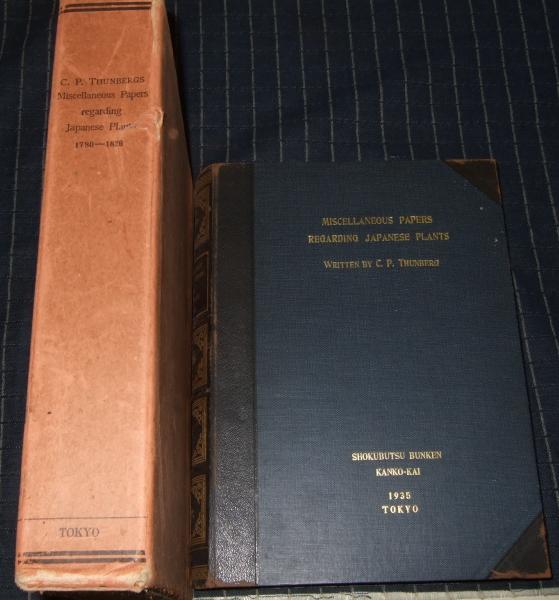 C. P. THUNBERGS
Miscellaneous Papers
regarding
Japanese Plants
1780—1828
TOKYO
MISCELLANEOUS PAPERS
REGARDING JAPANESE PLANTS
WRITTEN BY C. P. THUNBERG
SHOKUBUTSU BUNKEN
KANKO-KAI
1935
TOKYO